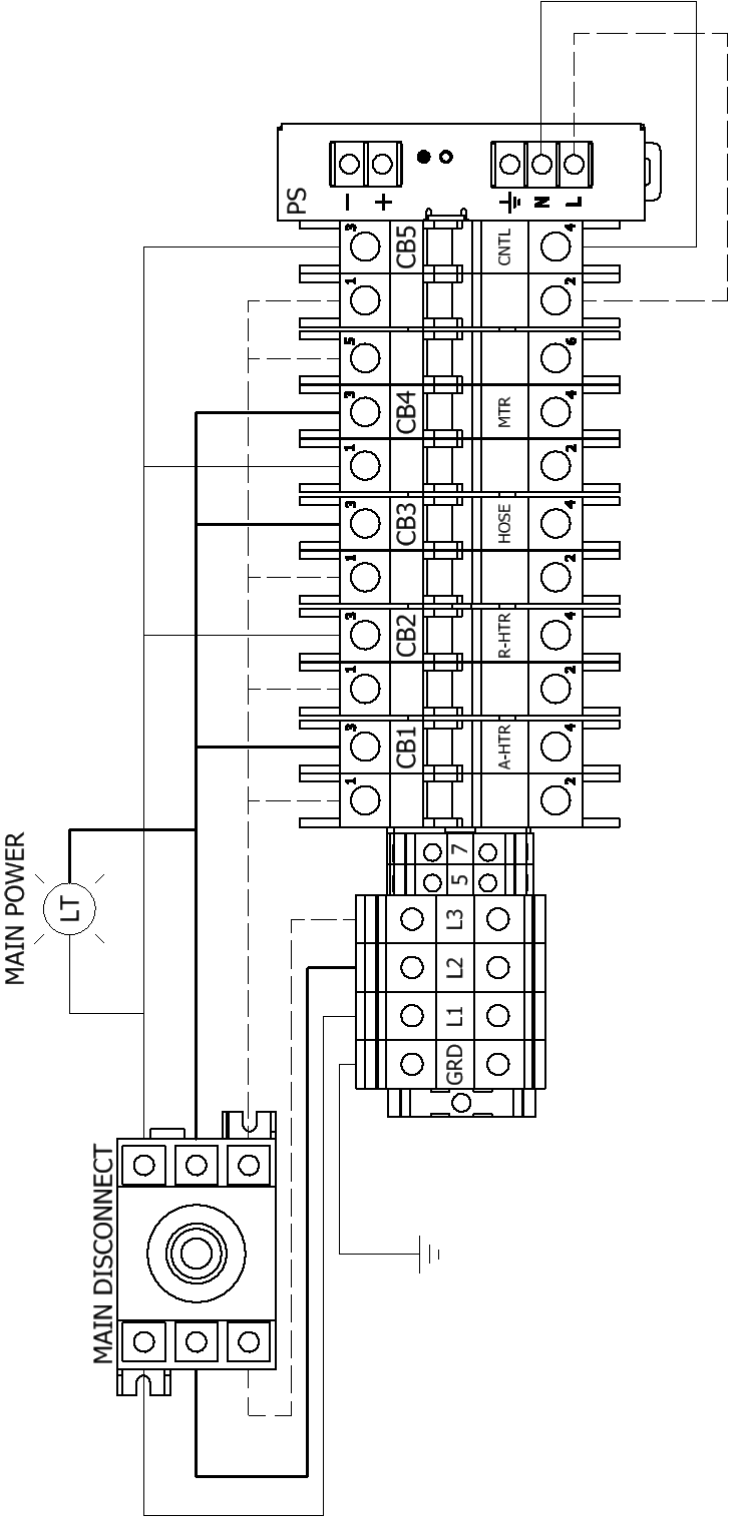 MAIN POWER
LT
MAIN DISCONNECT
PS
− +
N L
3 CB5 CNTL 4
1 2
5 6
3 CB4 MTR 4
1 2
3 CB3 HOSE 4
1 2
3 CB2 R-HTR 4
1 2
3 CB1 A-HTR 4
1 2
7
5
L3
L2
L1
GRD